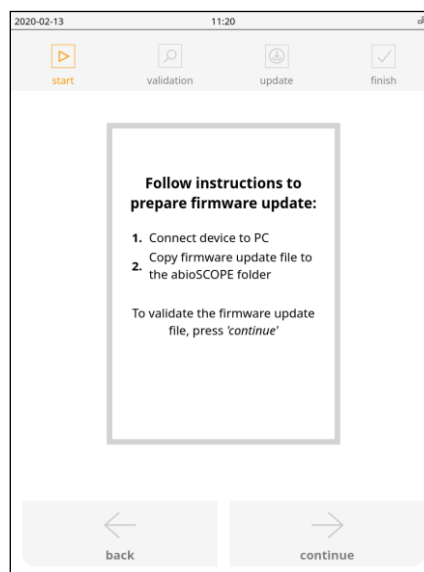 2020-02-13 11:20
start validation update finish
Follow instructions to
prepare firmware update:
1. Connect device to PC
2. Copy firmware update file to
the abioSCOPE folder
To validate the firmware update
file, press 'continue'
back continue